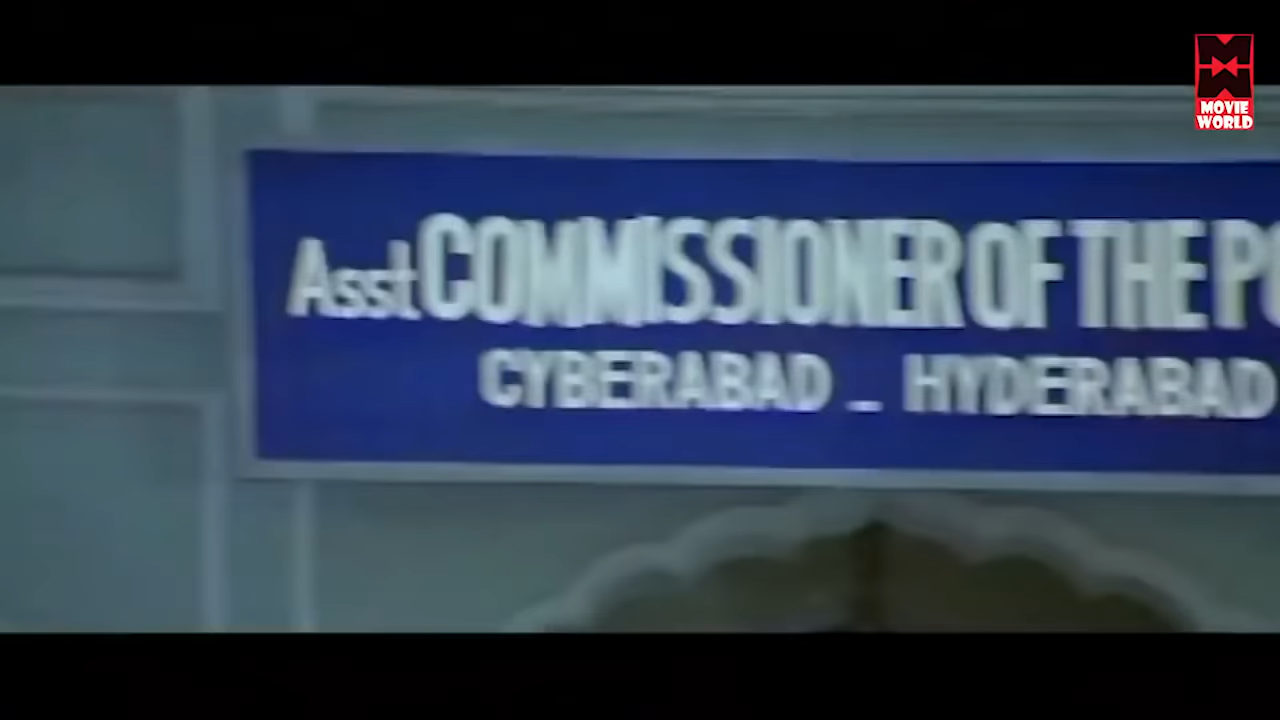 MOVIE
WORLD
Asst COMMISSIONER OF THE
CYBERABAD - HYDERABAD